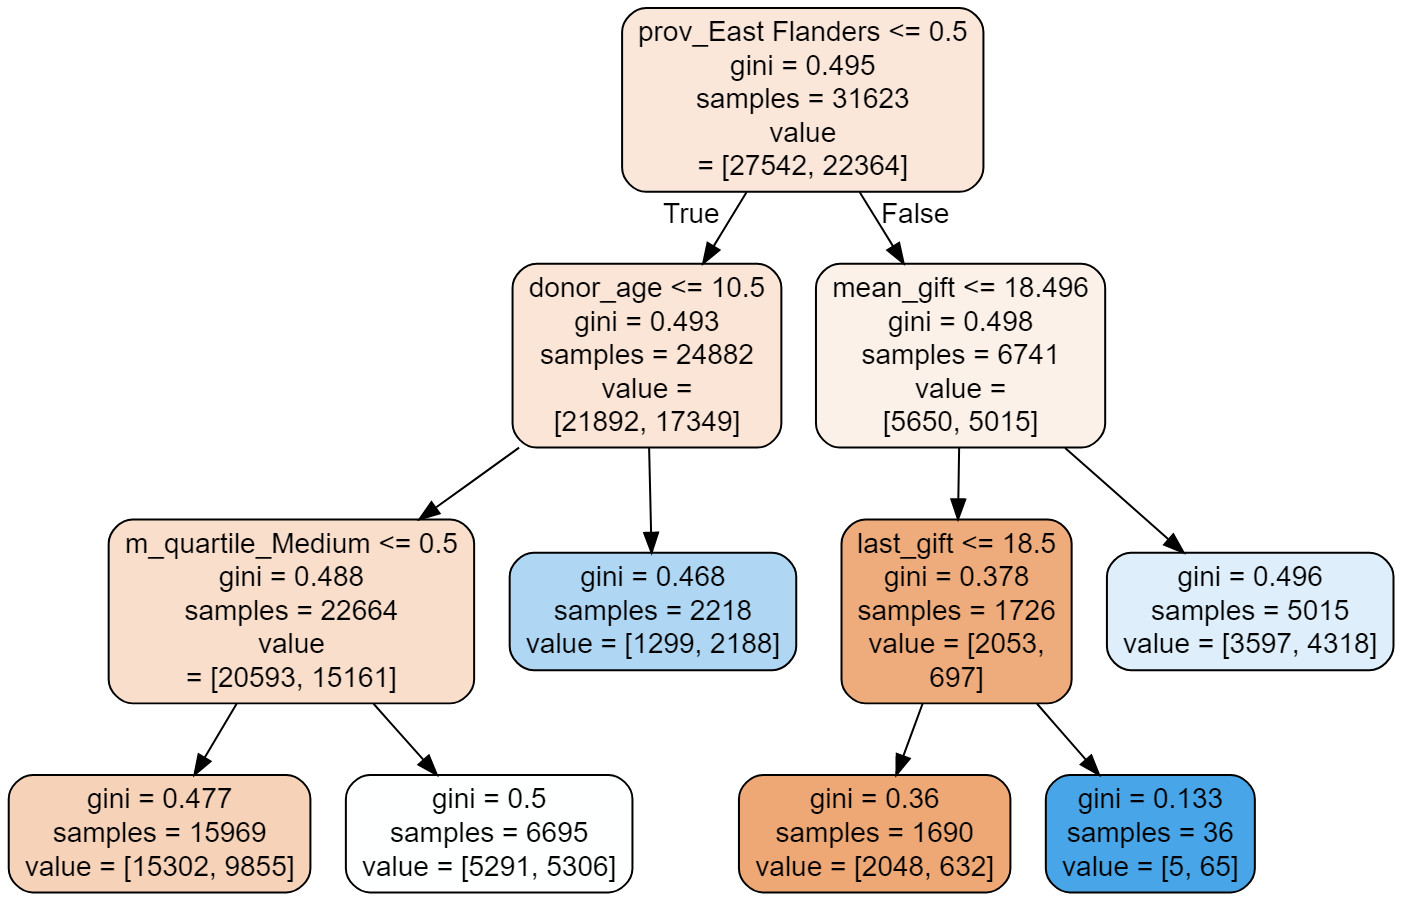 prov_East Flanders <= 0.5
gini = 0.495
samples = 31623
value
= [27542, 22364]
True
False
donor_age <= 10.5
gini = 0.493
samples = 24882
value =
[21892, 17349]
mean_gift <= 18.496
gini = 0.498
samples = 6741
value =
[5650, 5015]
m_quartile_Medium <= 0.5
gini = 0.488
samples = 22664
value
= [20593, 15161]
gini = 0.468
samples = 2218
value = [1299, 2188]
last_gift <= 18.5
gini = 0.378
samples = 1726
value = [2053,
697]
gini = 0.496
samples = 5015
value = [3597, 4318]
gini = 0.477
samples = 15969
value = [15302, 9855]
gini = 0.5
samples = 6695
value = [5291, 5306]
gini = 0.36
samples = 1690
value = [2048, 632]
gini = 0.133
samples = 36
value = [5, 65]